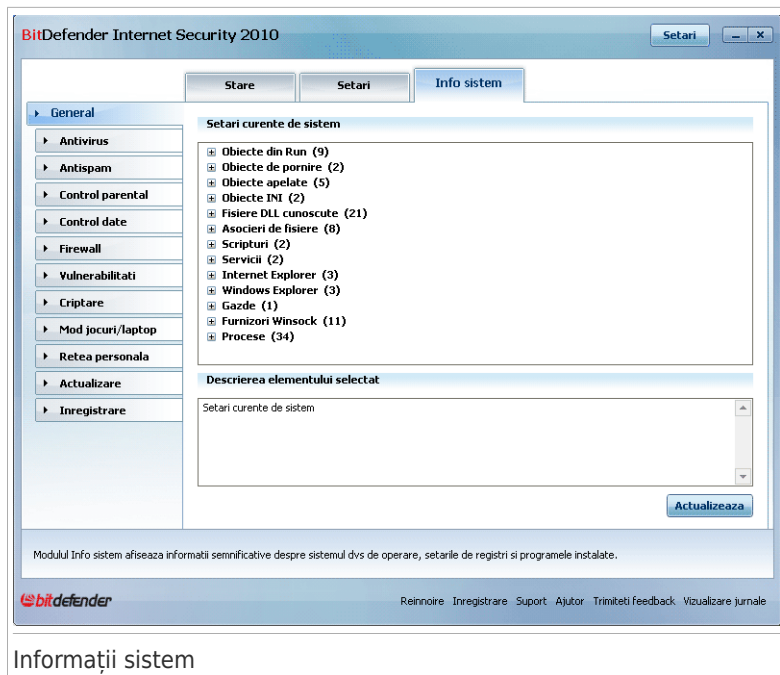 BitDefender Internet Security 2010
Setari
Stare
Setari
Info sistem
General
Antivirus
Antispam
Control parental
Control date
Firewall
Vulnerabilitati
Criptare
Mod jocuri/laptop
Retea personala
Actualizare
Inregistrare
Setari curente de sistem
Obiecte din Run (9)
Obiecte de pornire (2)
Obiecte apelate (5)
Obiecte INI (2)
Fisiere DLL cunoscute (21)
Asocieri de fisiere (8)
Scripturi (2)
Servicii (2)
Internet Explorer (3)
Windows Explorer (3)
Gazde (1)
Furnizori Winsock (11)
Procese (34)
Descrierea elementului selectat
Setari curente de sistem
Actualizeaza
Modulul Info sistem afiseaza informatii semnificative despre sistemul dvs de operare, setarile de registri si programele instalate.
bitdefender
Reinnoire Inregistrare Suport Ajutor Trimiteti feedback Vizualizare jurnale
Informații sistem